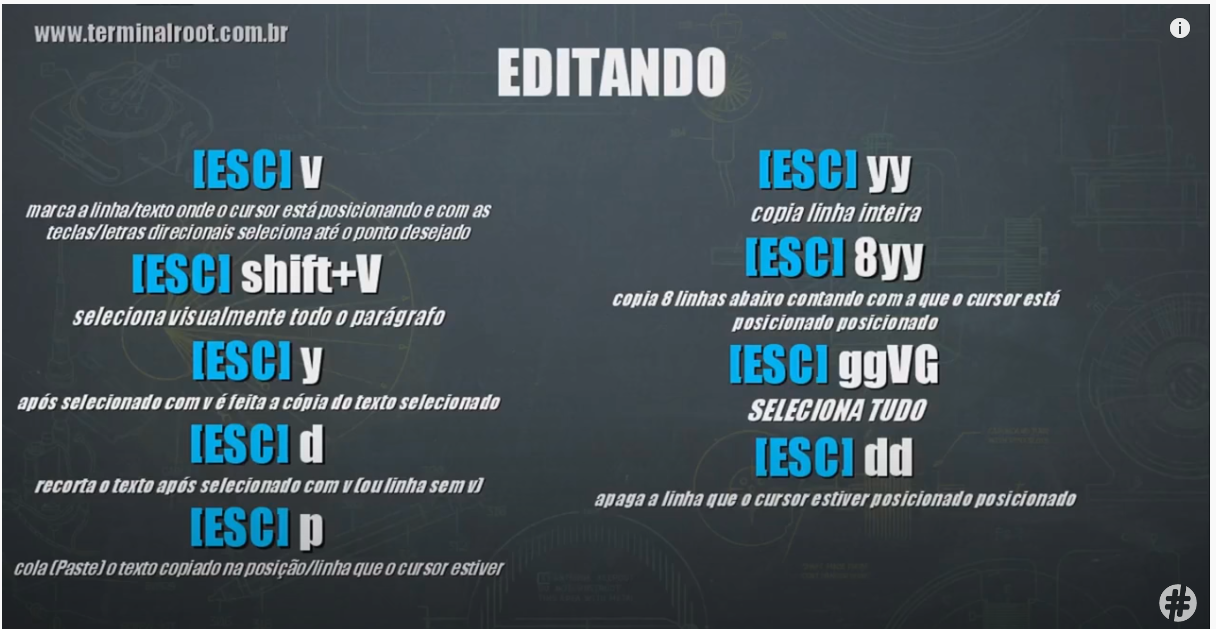 www.terminalroot.com.br
EDITANDO
[ESC] v
marca a linha/texto onde o cursor está posicionando e com as
teclas/letras direcionais seleciona até o ponto desejado
[ESC] shift+V
seleciona visualmente todo o parágrafo
[ESC] y
após selecionado com v é feita a cópia do texto selecionado
[ESC] d
recorta o texto após selecionado com v (ou linha sem v)
[ESC] p
cola (Paste) o texto copiado na posição/linha que o cursor estiver
[ESC] yy
copia linha inteira
[ESC] 8yy
copia 8 linhas abaixo contando com a que o cursor está
posicionado posicionado
[ESC] ggVG
SELECIONA TUDO
[ESC] dd
apaga a linha que o cursor estiver posicionado posicionado
i
#